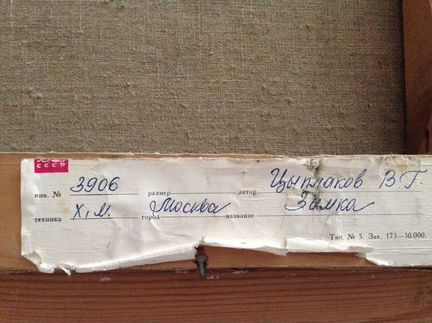 СССР
инв. № 3906 размер автор Цыплаков В Г.
техника Х, М. город Москва название Зимка
Тип. № 5. Зак. 173—30.000.